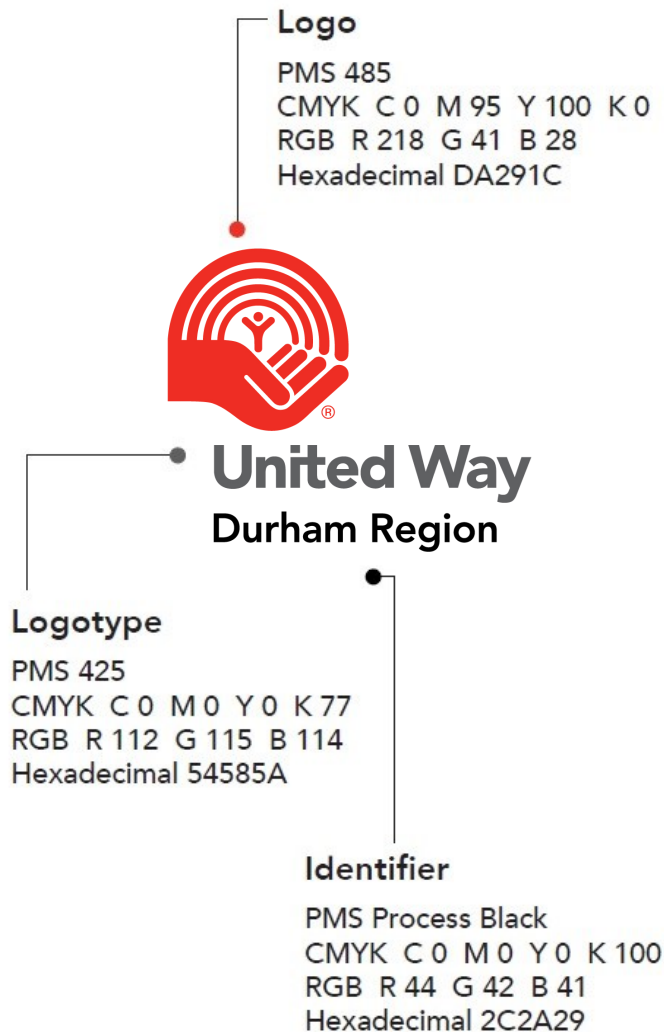 Logo
PMS 485
CMYK C 0 M 95 Y 100 K 0
RGB R 218 G 41 B 28
Hexadecimal DA291C
®
United Way
Durham Region
Logotype
PMS 425
CMYK C 0 M 0 Y 0 K 77
RGB R 112 G 115 B 114
Hexadecimal 54585A
Identifier
PMS Process Black
CMYK C 0 M 0 Y 0 K 100
RGB R 44 G 42 B 41
Hexadecimal 2C2A29